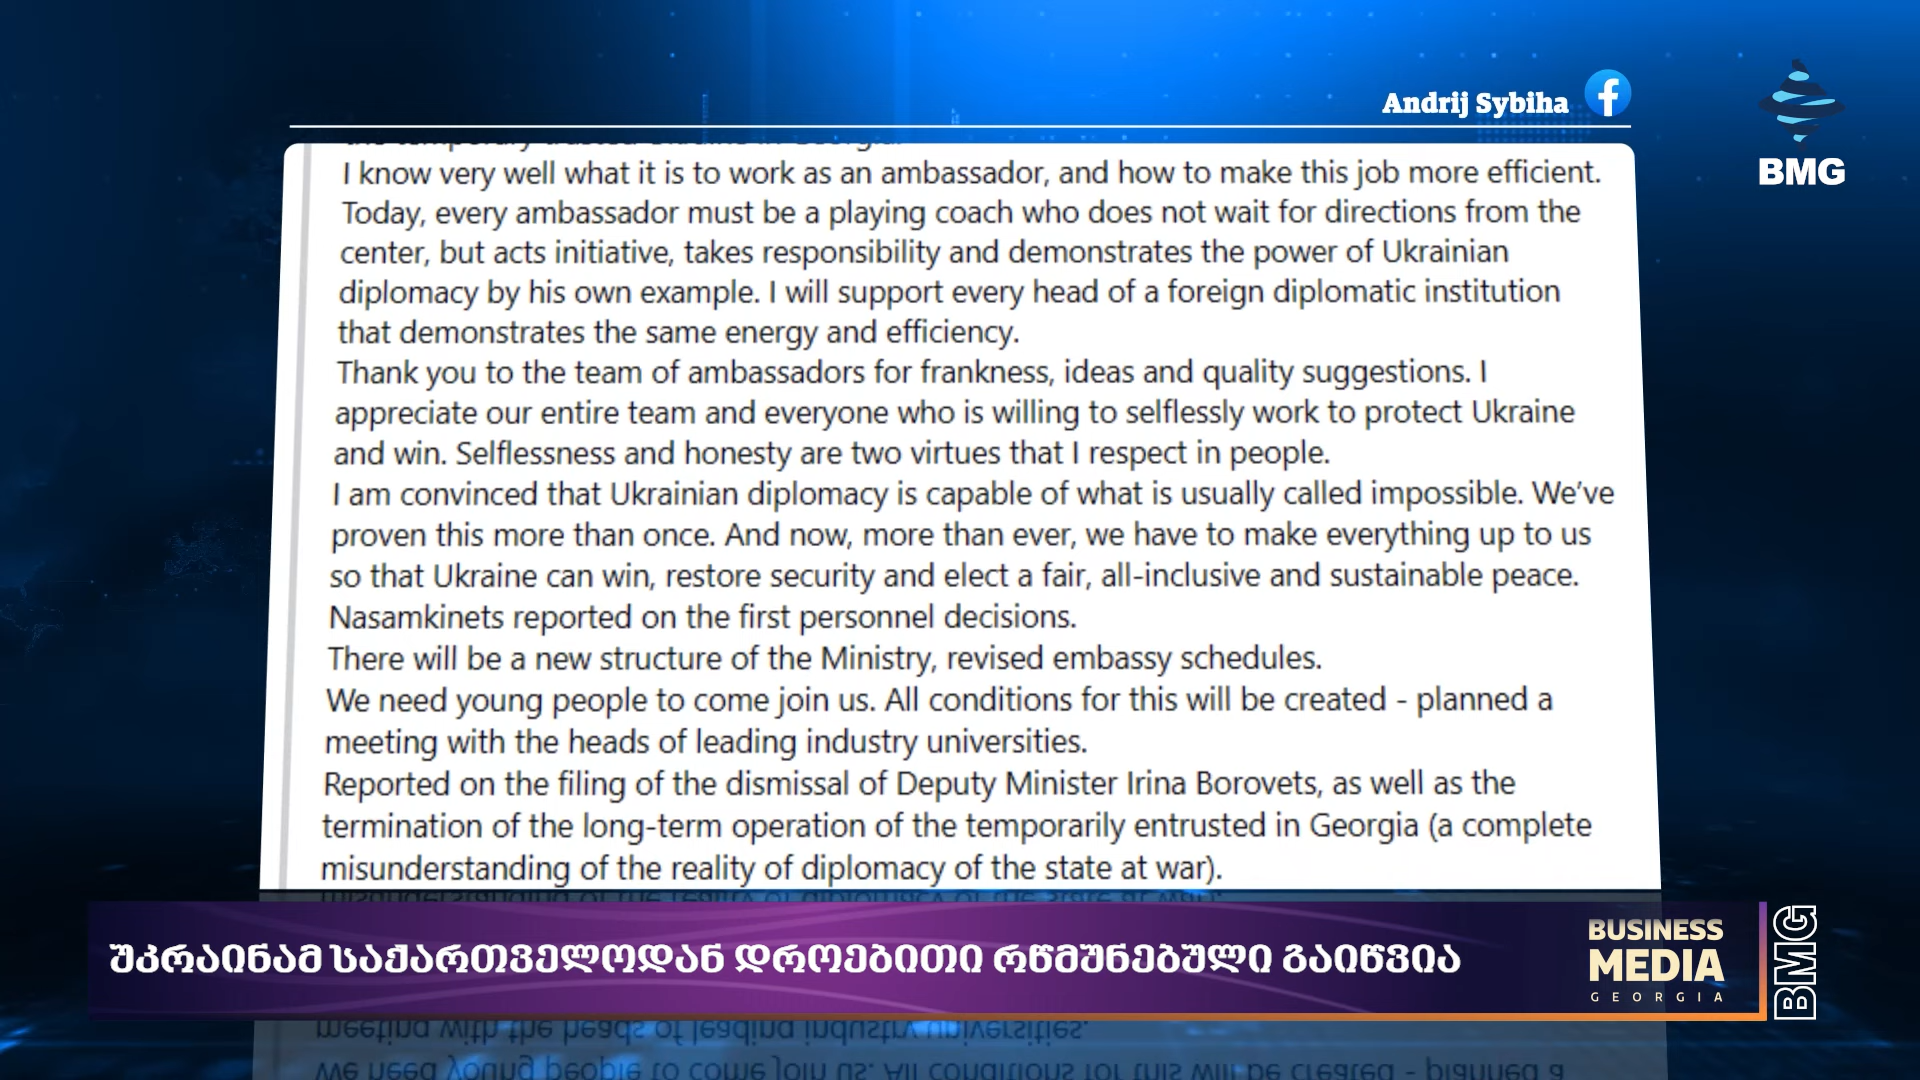 Andrij Sybiha
BMG
I know very well what it is to work as an ambassador, and how to make this job more efficient.
Today, every ambassador must be a playing coach who does not wait for directions from the
center, but acts initiative, takes responsibility and demonstrates the power of Ukrainian
diplomacy by his own example. I will support every head of a foreign diplomatic institution
that demonstrates the same energy and efficiency.
Thank you to the team of ambassadors for frankness, ideas and quality suggestions. I
appreciate our entire team and everyone who is willing to selflessly work to protect Ukraine
and win. Selflessness and honesty are two virtues that I respect in people.
I am convinced that Ukrainian diplomacy is capable of what is usually called impossible. We've
proven this more than once. And now, more than ever, we have to make everything up to us
so that Ukraine can win, restore security and elect a fair, all-inclusive and sustainable peace.
Nasamkinets reported on the first personnel decisions.
There will be a new structure of the Ministry, revised embassy schedules.
We need young people to come join us. All conditions for this will be created - planned a
meeting with the heads of leading industry universities.
Reported on the filing of the dismissal of Deputy Minister Irina Borovets, as well as the
termination of the long-term operation of the temporarily entrusted in Georgia (a complete
misunderstanding of the reality of diplomacy of the state at war).
უკრაინამ საქართველოდან დროებითი რწმუნებული გაიწვია
BUSINESS
MEDIA
GEORGIA
BMG